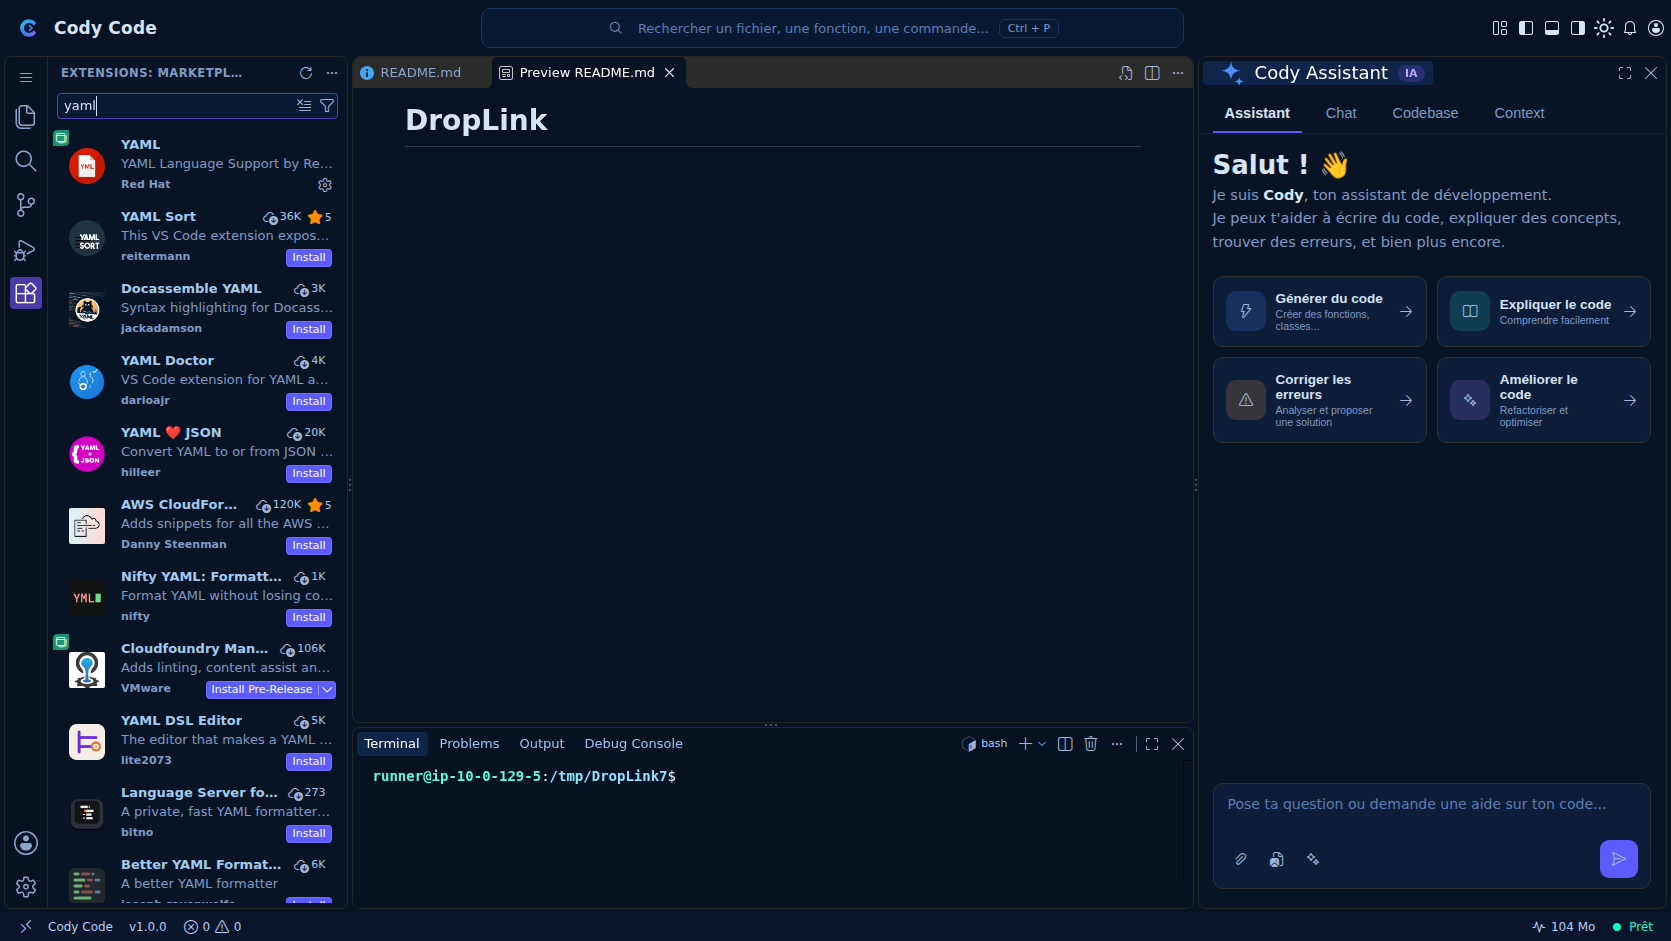 Cody Code
Rechercher un fichier, une fonction, une commande...
Ctrl + P
EXTENSIONS: MARKETPL...
yaml
YAML
YAML Language Support by Re...
Red Hat
YAML Sort 36K 5
This VS Code extension expos...
reitermann Install
Docassemble YAML 3K
Syntax highlighting for Docass...
jackadamson Install
YAML Doctor 4K
VS Code extension for YAML a...
darioajr Install
YAML ❤️ JSON 20K
Convert YAML to or from JSON ...
hilleer Install
AWS CloudFor... 120K 5
Adds snippets for all the AWS ...
Danny Steenman Install
Nifty YAML: Formatt... 1K
Format YAML without losing co...
nifty Install
Cloudfoundry Man... 106K
Adds linting, content assist an...
VMware Install Pre-Release
YAML DSL Editor 5K
The editor that makes a YAML ...
lite2073 Install
Language Server fo... 273
A private, fast YAML formatter...
bitno Install
Better YAML Format... 6K
A better YAML formatter
README.md
Preview README.md
DropLink
Terminal Problems Output Debug Console
bash
runner@ip-10-0-129-5:/tmp/DropLink7$
Cody Assistant IA
Assistant Chat Codebase Context
Salut ! 👋
Je suis Cody, ton assistant de développement.
Je peux t'aider à écrire du code, expliquer des concepts,
trouver des erreurs, et bien plus encore.
Générer du code
Créer des fonctions,
classes...
Expliquer le code
Comprendre facilement
Corriger les
erreurs
Analyser et proposer
une solution
Améliorer le
code
Refactoriser et
optimiser
Pose ta question ou demande une aide sur ton code...
Cody Code v1.0.0 0 0
104 Mo Prêt